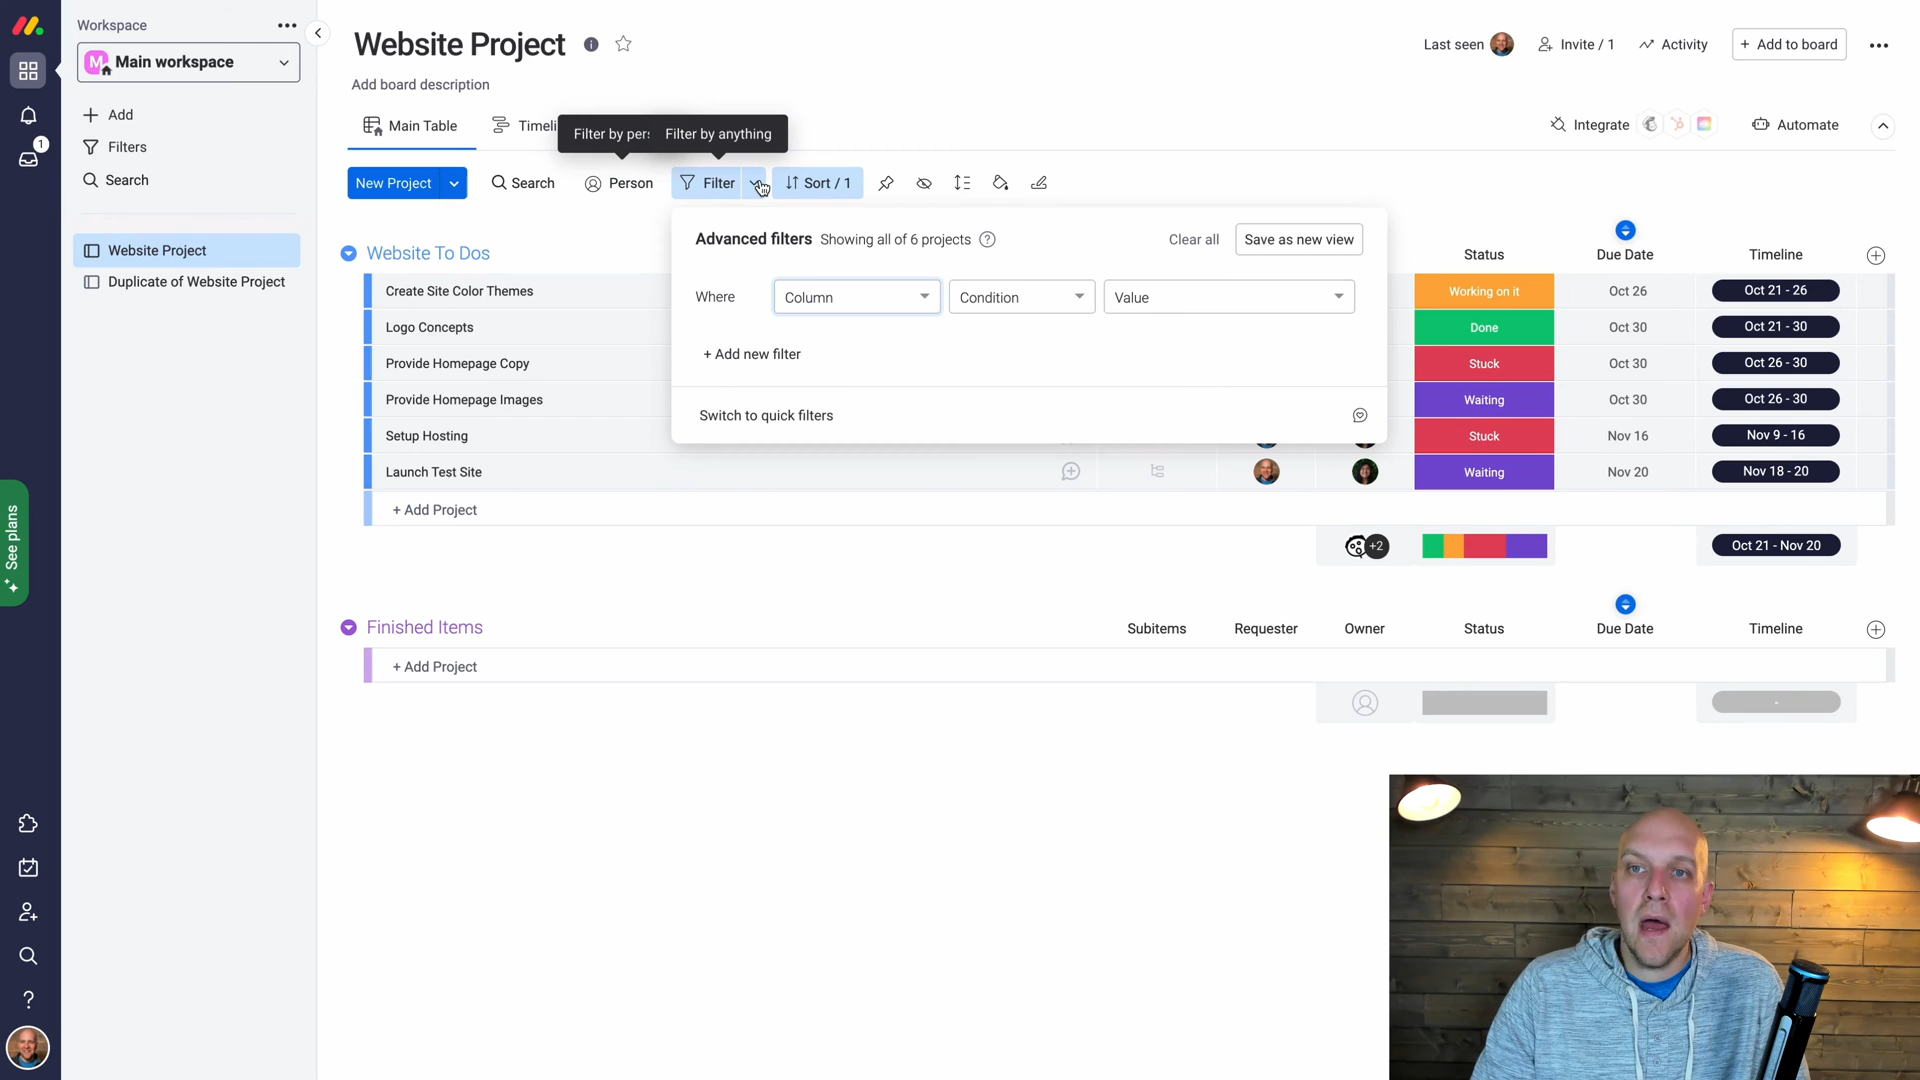 Workspace
M Main workspace
Add
Filters
Search
Website Project
Duplicate of Website Project
1
See plans
Website Project
Last seen
Invite / 1
Activity
+ Add to board
Add board description
Main Table
Timeli
Filter by per
Filter by anything
Integrate
Automate
New Project
Search
Person
Filter
Sort / 1
Advanced filters Showing all of 6 projects ?
Clear all
Save as new view
Where
Column
Condition
Value
+ Add new filter
Switch to quick filters
Website To Dos
Status
Due Date
Timeline
Create Site Color Themes
Working on it
Oct 26
Oct 21 - 26
Logo Concepts
Done
Oct 30
Oct 21 - 30
Provide Homepage Copy
Stuck
Oct 30
Oct 26 - 30
Provide Homepage Images
Waiting
Oct 30
Oct 26 - 30
Setup Hosting
Stuck
Nov 16
Nov 9 - 16
Launch Test Site
Waiting
Nov 20
Nov 18 - 20
+ Add Project
+2
Oct 21 - Nov 20
Finished Items
Subitems
Requester
Owner
Status
Due Date
Timeline
+ Add Project
-
?